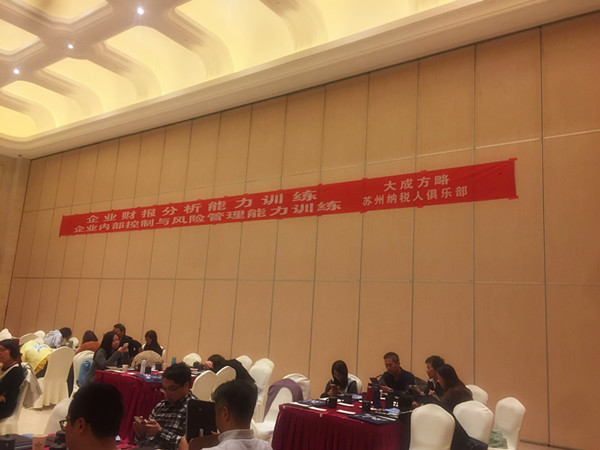 企业财报分析能力训练
企业内部控制与风险管理能力训练
大成方略
苏州纳税人俱乐部